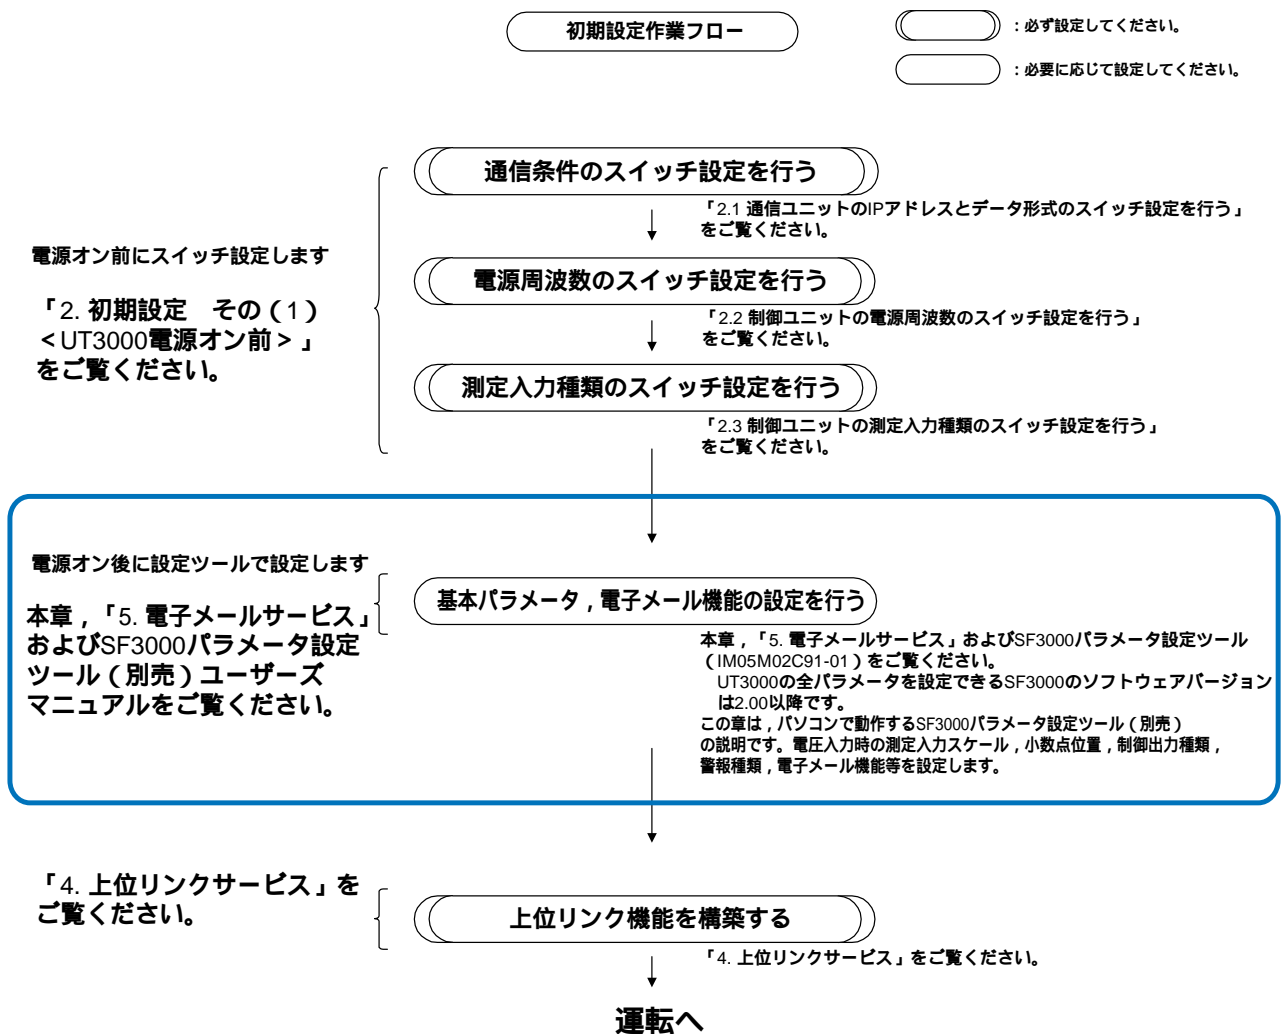 初期設定作業フロー
：必ず設定してください。
：必要に応じて設定してください。
通信条件のスイッチ設定を行う
「2.1 通信ユニットのIPアドレスとデータ形式のスイッチ設定を行う」
をご覧ください。
電源オン前にスイッチ設定します
「2. 初期設定　その（1）
＜UT3000電源オン前＞」
をご覧ください。
電源周波数のスイッチ設定を行う
「2.2 制御ユニットの電源周波数のスイッチ設定を行う」
をご覧ください。
測定入力種類のスイッチ設定を行う
「2.3 制御ユニットの測定入力種類のスイッチ設定を行う」
をご覧ください。
電源オン後に設定ツールで設定します
本章，「5. 電子メールサービス」
およびSF3000パラメータ設定
ツール（別売）ユーザーズ
マニュアルをご覧ください。
基本パラメータ，電子メール機能の設定を行う
本章，「5. 電子メールサービス」およびSF3000パラメータ設定ツール
（IM05M02C91-01）をご覧ください。
UT3000の全パラメータを設定できるSF3000のソフトウェアバージョン
は2.00以降です。
この章は，パソコンで動作するSF3000パラメータ設定ツール（別売）
の説明です。電圧入力時の測定入力スケール，小数点位置，制御出力種類，
警報種類，電子メール機能等を設定します。
「4. 上位リンクサービス」を
ご覧ください。
上位リンク機能を構築する
「4. 上位リンクサービス」をご覧ください。
運転へ